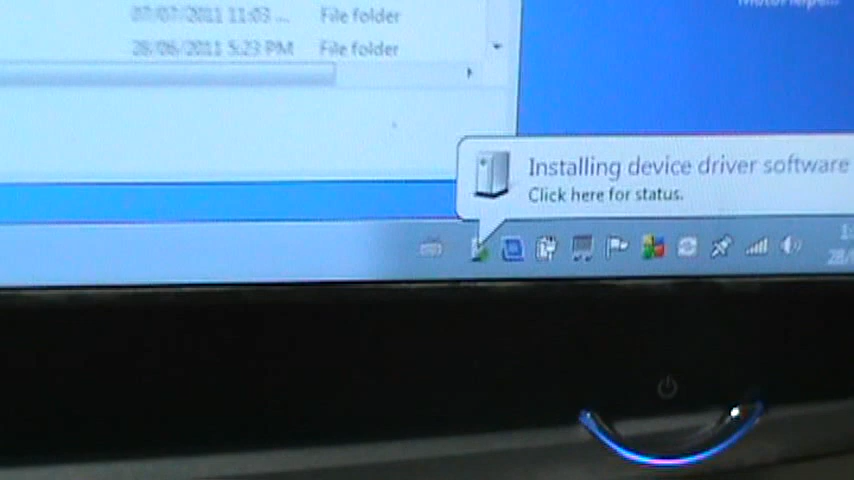 07/07/2011 11:03 ... File folder
28/06/2011 5:23 PM File folder
MotoHelpe...
Installing device driver software
Click here for status.